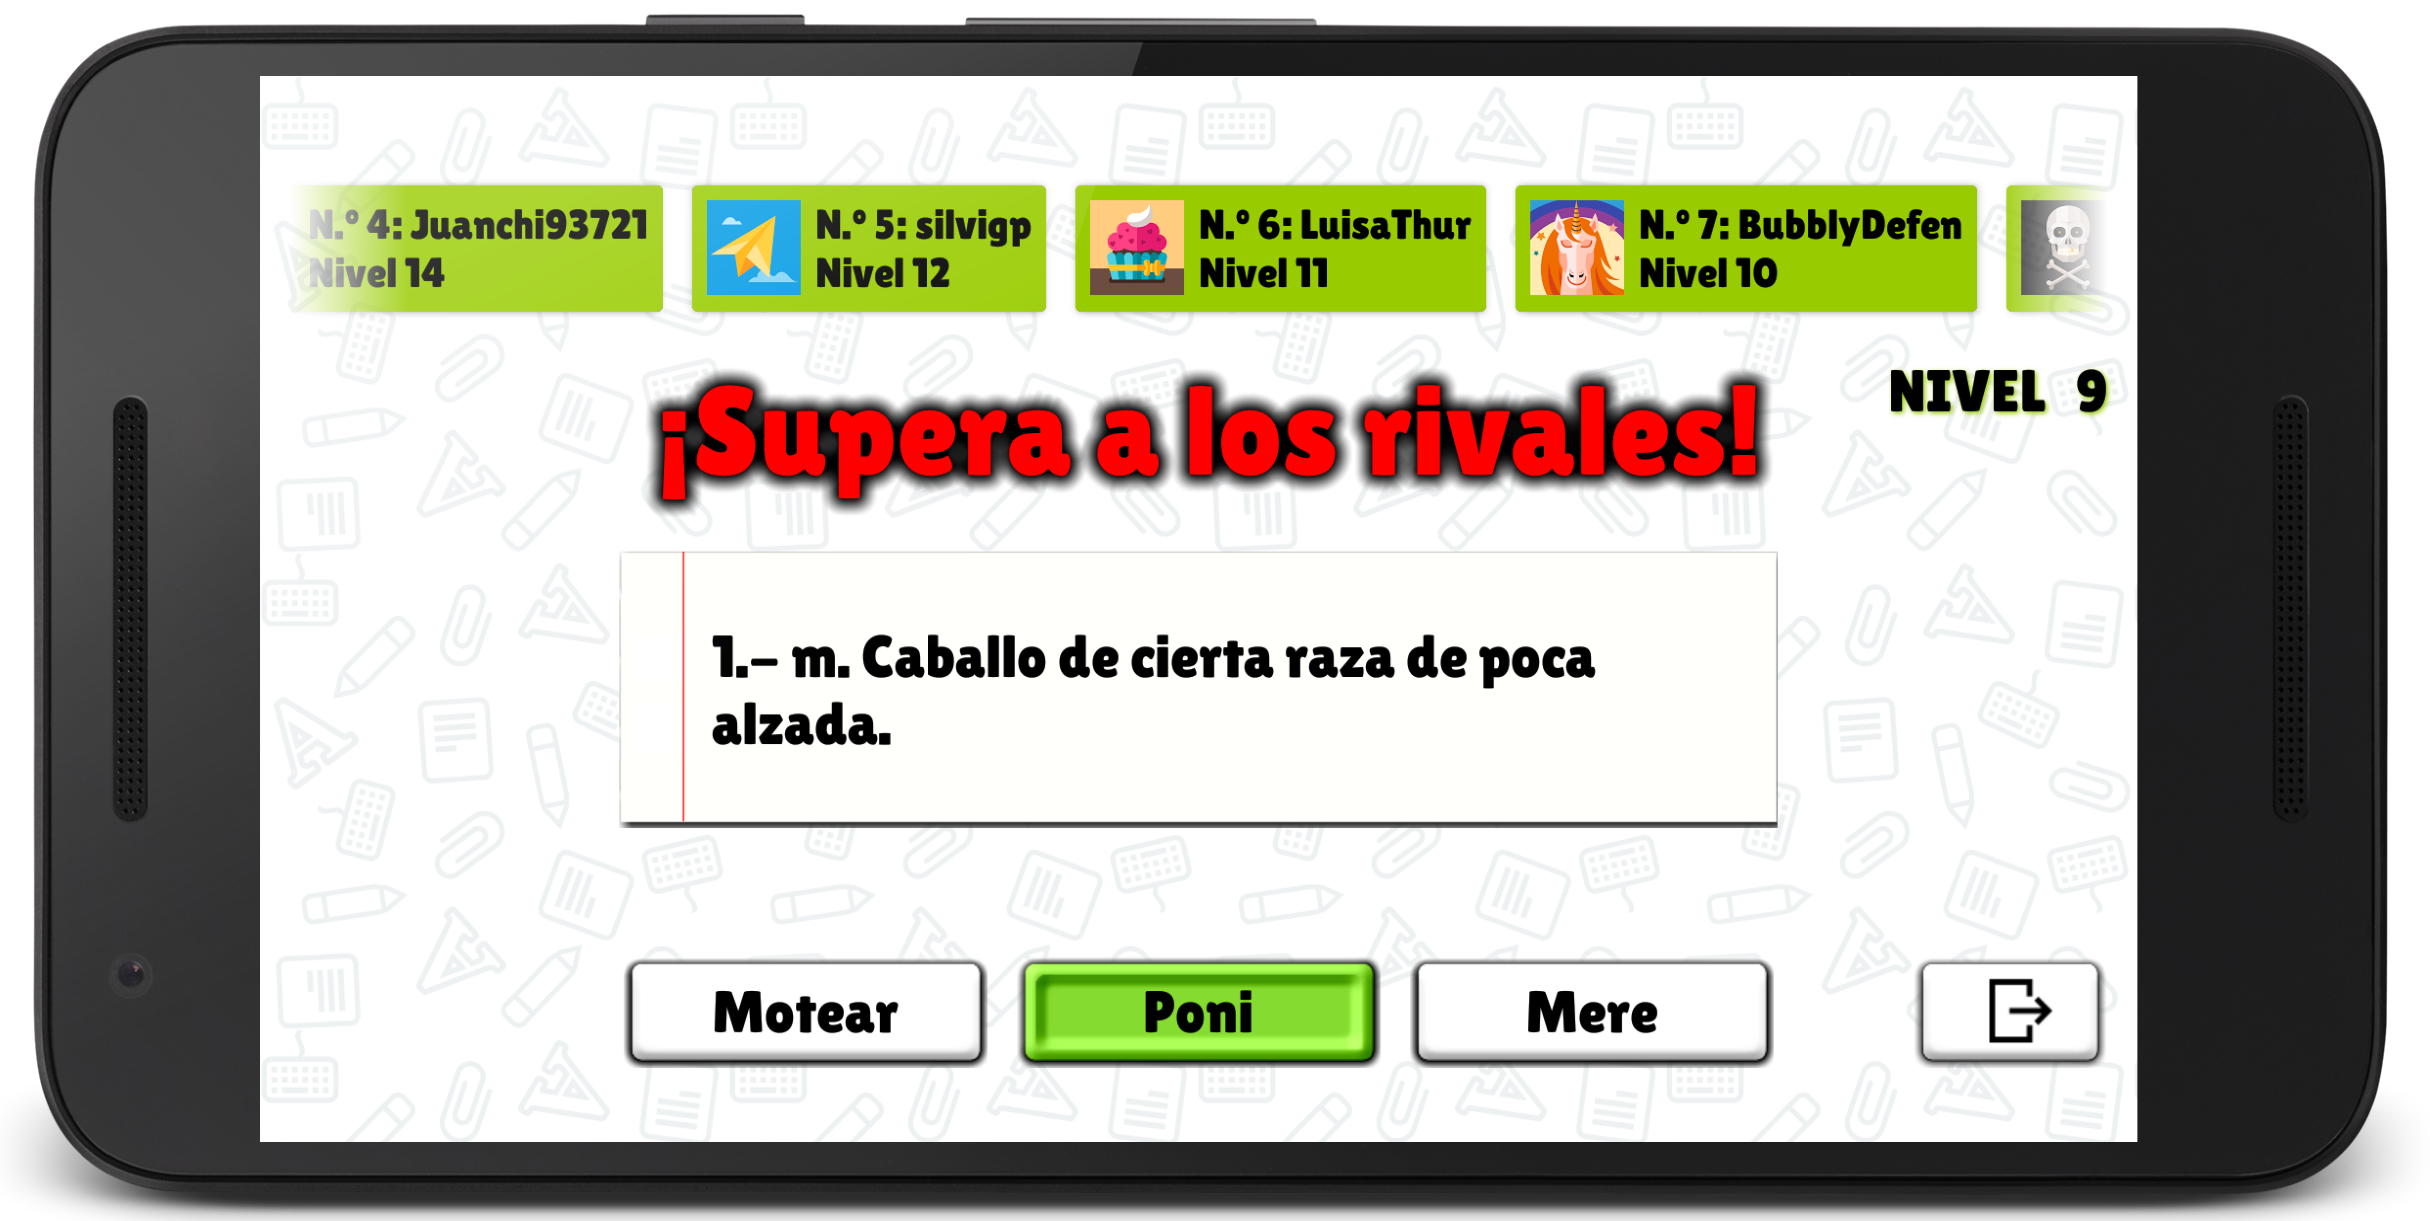 N.º 4: Juanchi93721
Nivel 14
N.º 5: silvigp
Nivel 12
N.º 6: LuisaThur
Nivel 11
N.º 7: BubblyDefen
Nivel 10
NIVEL 9
¡Supera a los rivales!
1.- m. Caballo de cierta raza de poca
alzada.
Motear
Poni
Mere